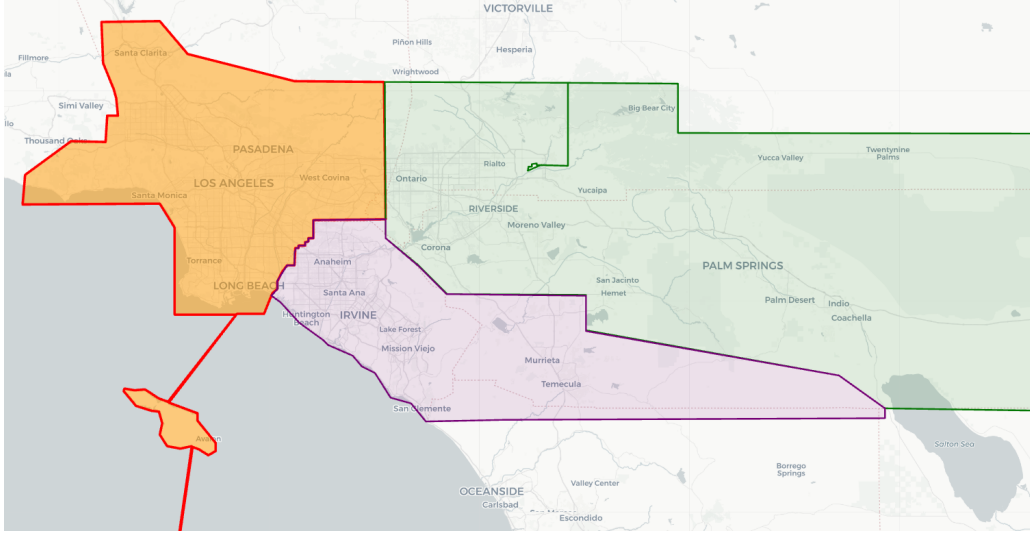 VICTORVILLE
Piñon Hills
Hesperia
Santa Clarita
Fillmore
Wrightwood
Simi Valley
Big Bear City
Thousand Oaks
PASADENA
Twentynine
Palms
Yucca Valley
Rialto
West Covina
Ontario
LOS ANGELES
Yucaipa
Santa Monica
RIVERSIDE
Moreno Valley
Corona
Anaheim
Torrance
PALM SPRINGS
San Jacinto
LONG BEACH
Santa Ana
Hemet
Palm Desert
Indio
Huntington
Beach
IRVINE
Coachella
Lake Forest
Mission Viejo
Murrieta
Temecula
San Clemente
Avalon
Salton Sea
Borrego
Springs
Valley Center
OCEANSIDE
Carlsbad
Escondido